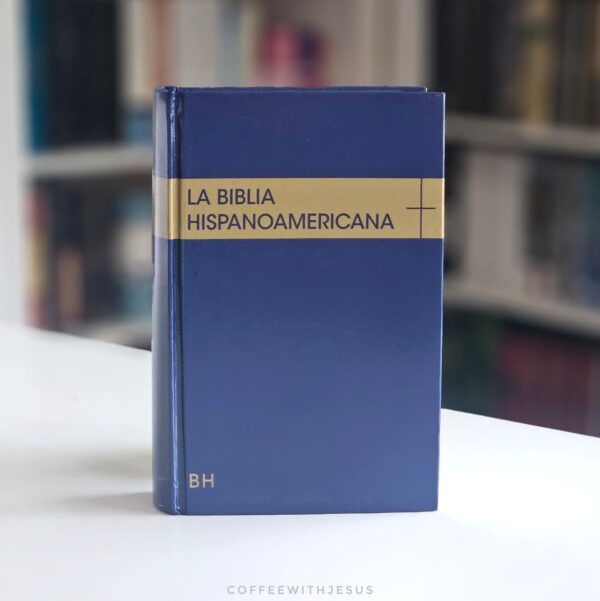 LA BIBLIA
HISPANOAMERICANA
BH
COFFEEWITHJESUS